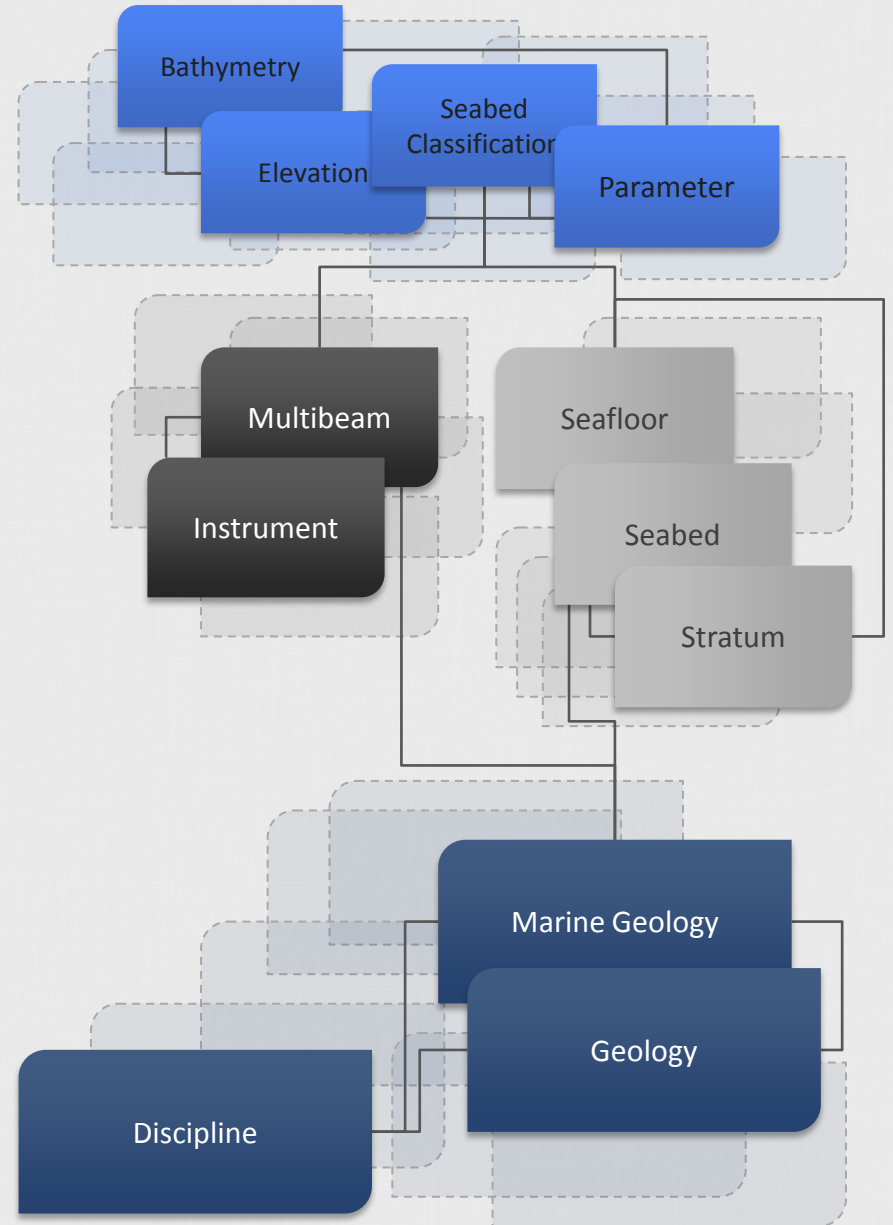 Bathymetry
Seabed
Classification
Elevation
Parameter
Multibeam
Instrument
Seafloor
Seabed
Stratum
Marine Geology
Geology
Discipline